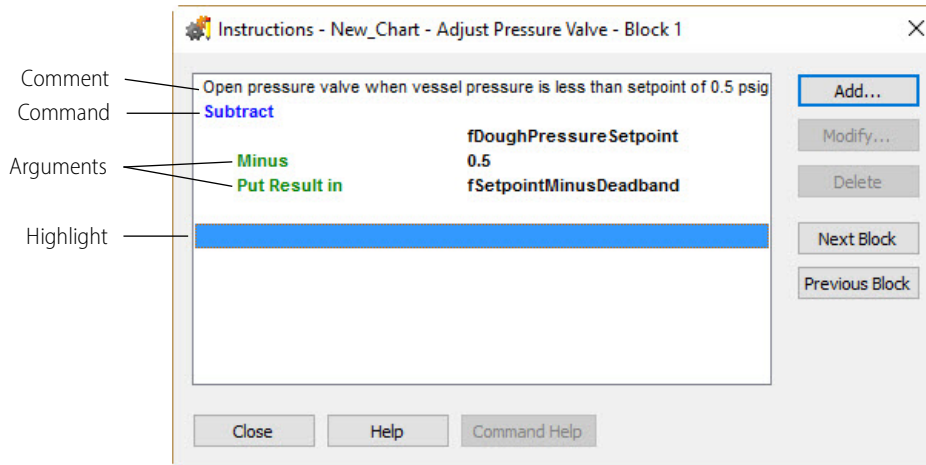 Instructions - New_Chart - Adjust Pressure Valve - Block 1
Comment
Open pressure valve when vessel pressure is less than setpoint of 0.5 psig
Add...
Command
Subtract
fDoughPressureSetpoint
Modify...
Arguments
Minus 0.5
Put Result in fSetpointMinusDeadband
Delete
Highlight
Next Block
Previous Block
Close Help Command Help